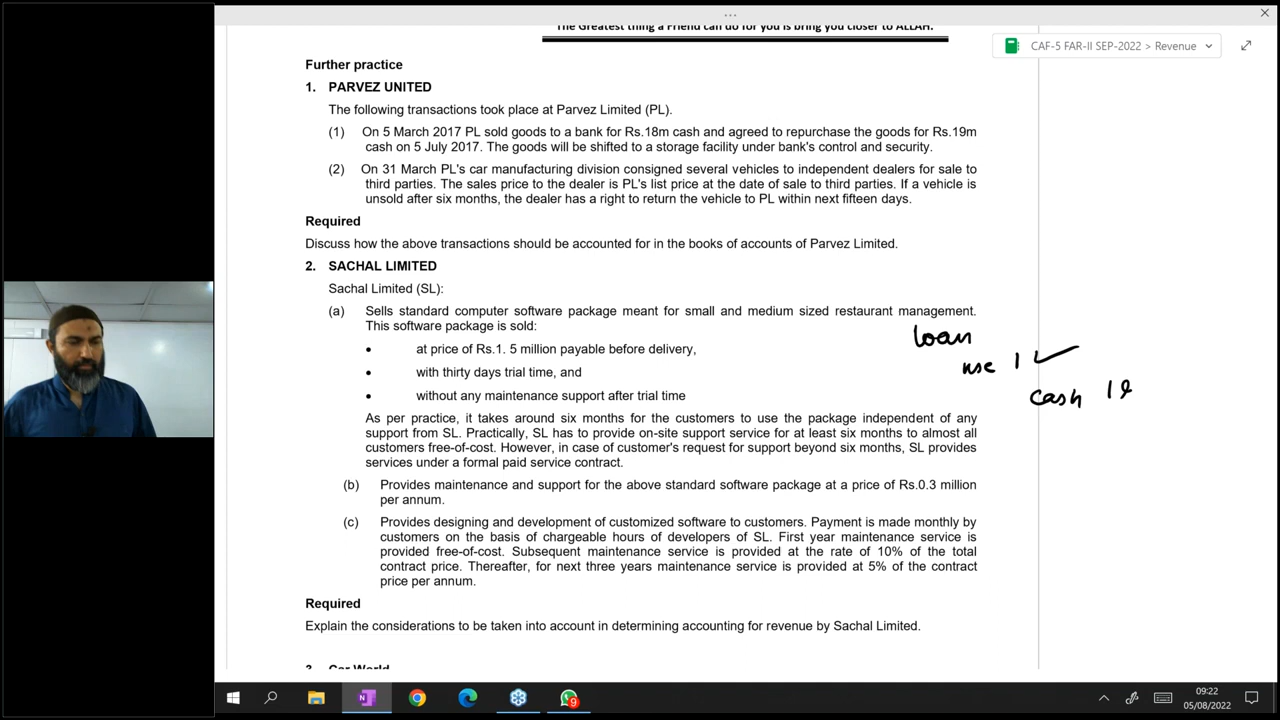 The Greatest thing a Friend can do for you is bring you closer to ALLAH.
CAF-5 FAR-II SEP-2022 > Revenue
Further practice
1. PARVEZ UNITED
The following transactions took place at Parvez Limited (PL).
(1) On 5 March 2017 PL sold goods to a bank for Rs.18m cash and agreed to repurchase the goods for Rs.19m
cash on 5 July 2017. The goods will be shifted to a storage facility under bank's control and security.
(2) On 31 March PL's car manufacturing division consigned several vehicles to independent dealers for sale to
third parties. The sales price to the dealer is PL's list price at the date of sale to third parties. If a vehicle is
unsold after six months, the dealer has a right to return the vehicle to PL within next fifteen days.
Required
Discuss how the above transactions should be accounted for in the books of accounts of Parvez Limited.
2. SACHAL LIMITED
Sachal Limited (SL):
(a) Sells standard computer software package meant for small and medium sized restaurant management.
This software package is sold:
• at price of Rs.1. 5 million payable before delivery,
• with thirty days trial time, and
• without any maintenance support after trial time
loan
use 1 ✓
cash 18
As per practice, it takes around six months for the customers to use the package independent of any
support from SL. Practically, SL has to provide on-site support service for at least six months to almost all
customers free-of-cost. However, in case of customer's request for support beyond six months, SL provides
services under a formal paid service contract.
(b) Provides maintenance and support for the above standard software package at a price of Rs.0.3 million
per annum.
(c) Provides designing and development of customized software to customers. Payment is made monthly by
customers on the basis of chargeable hours of developers of SL. First year maintenance service is
provided free-of-cost. Subsequent maintenance service is provided at the rate of 10% of the total
contract price. Thereafter, for next three years maintenance service is provided at 5% of the contract
price per annum.
Required
Explain the considerations to be taken into account in determining accounting for revenue by Sachal Limited.
3. Car World
9
09:22
05/08/2022